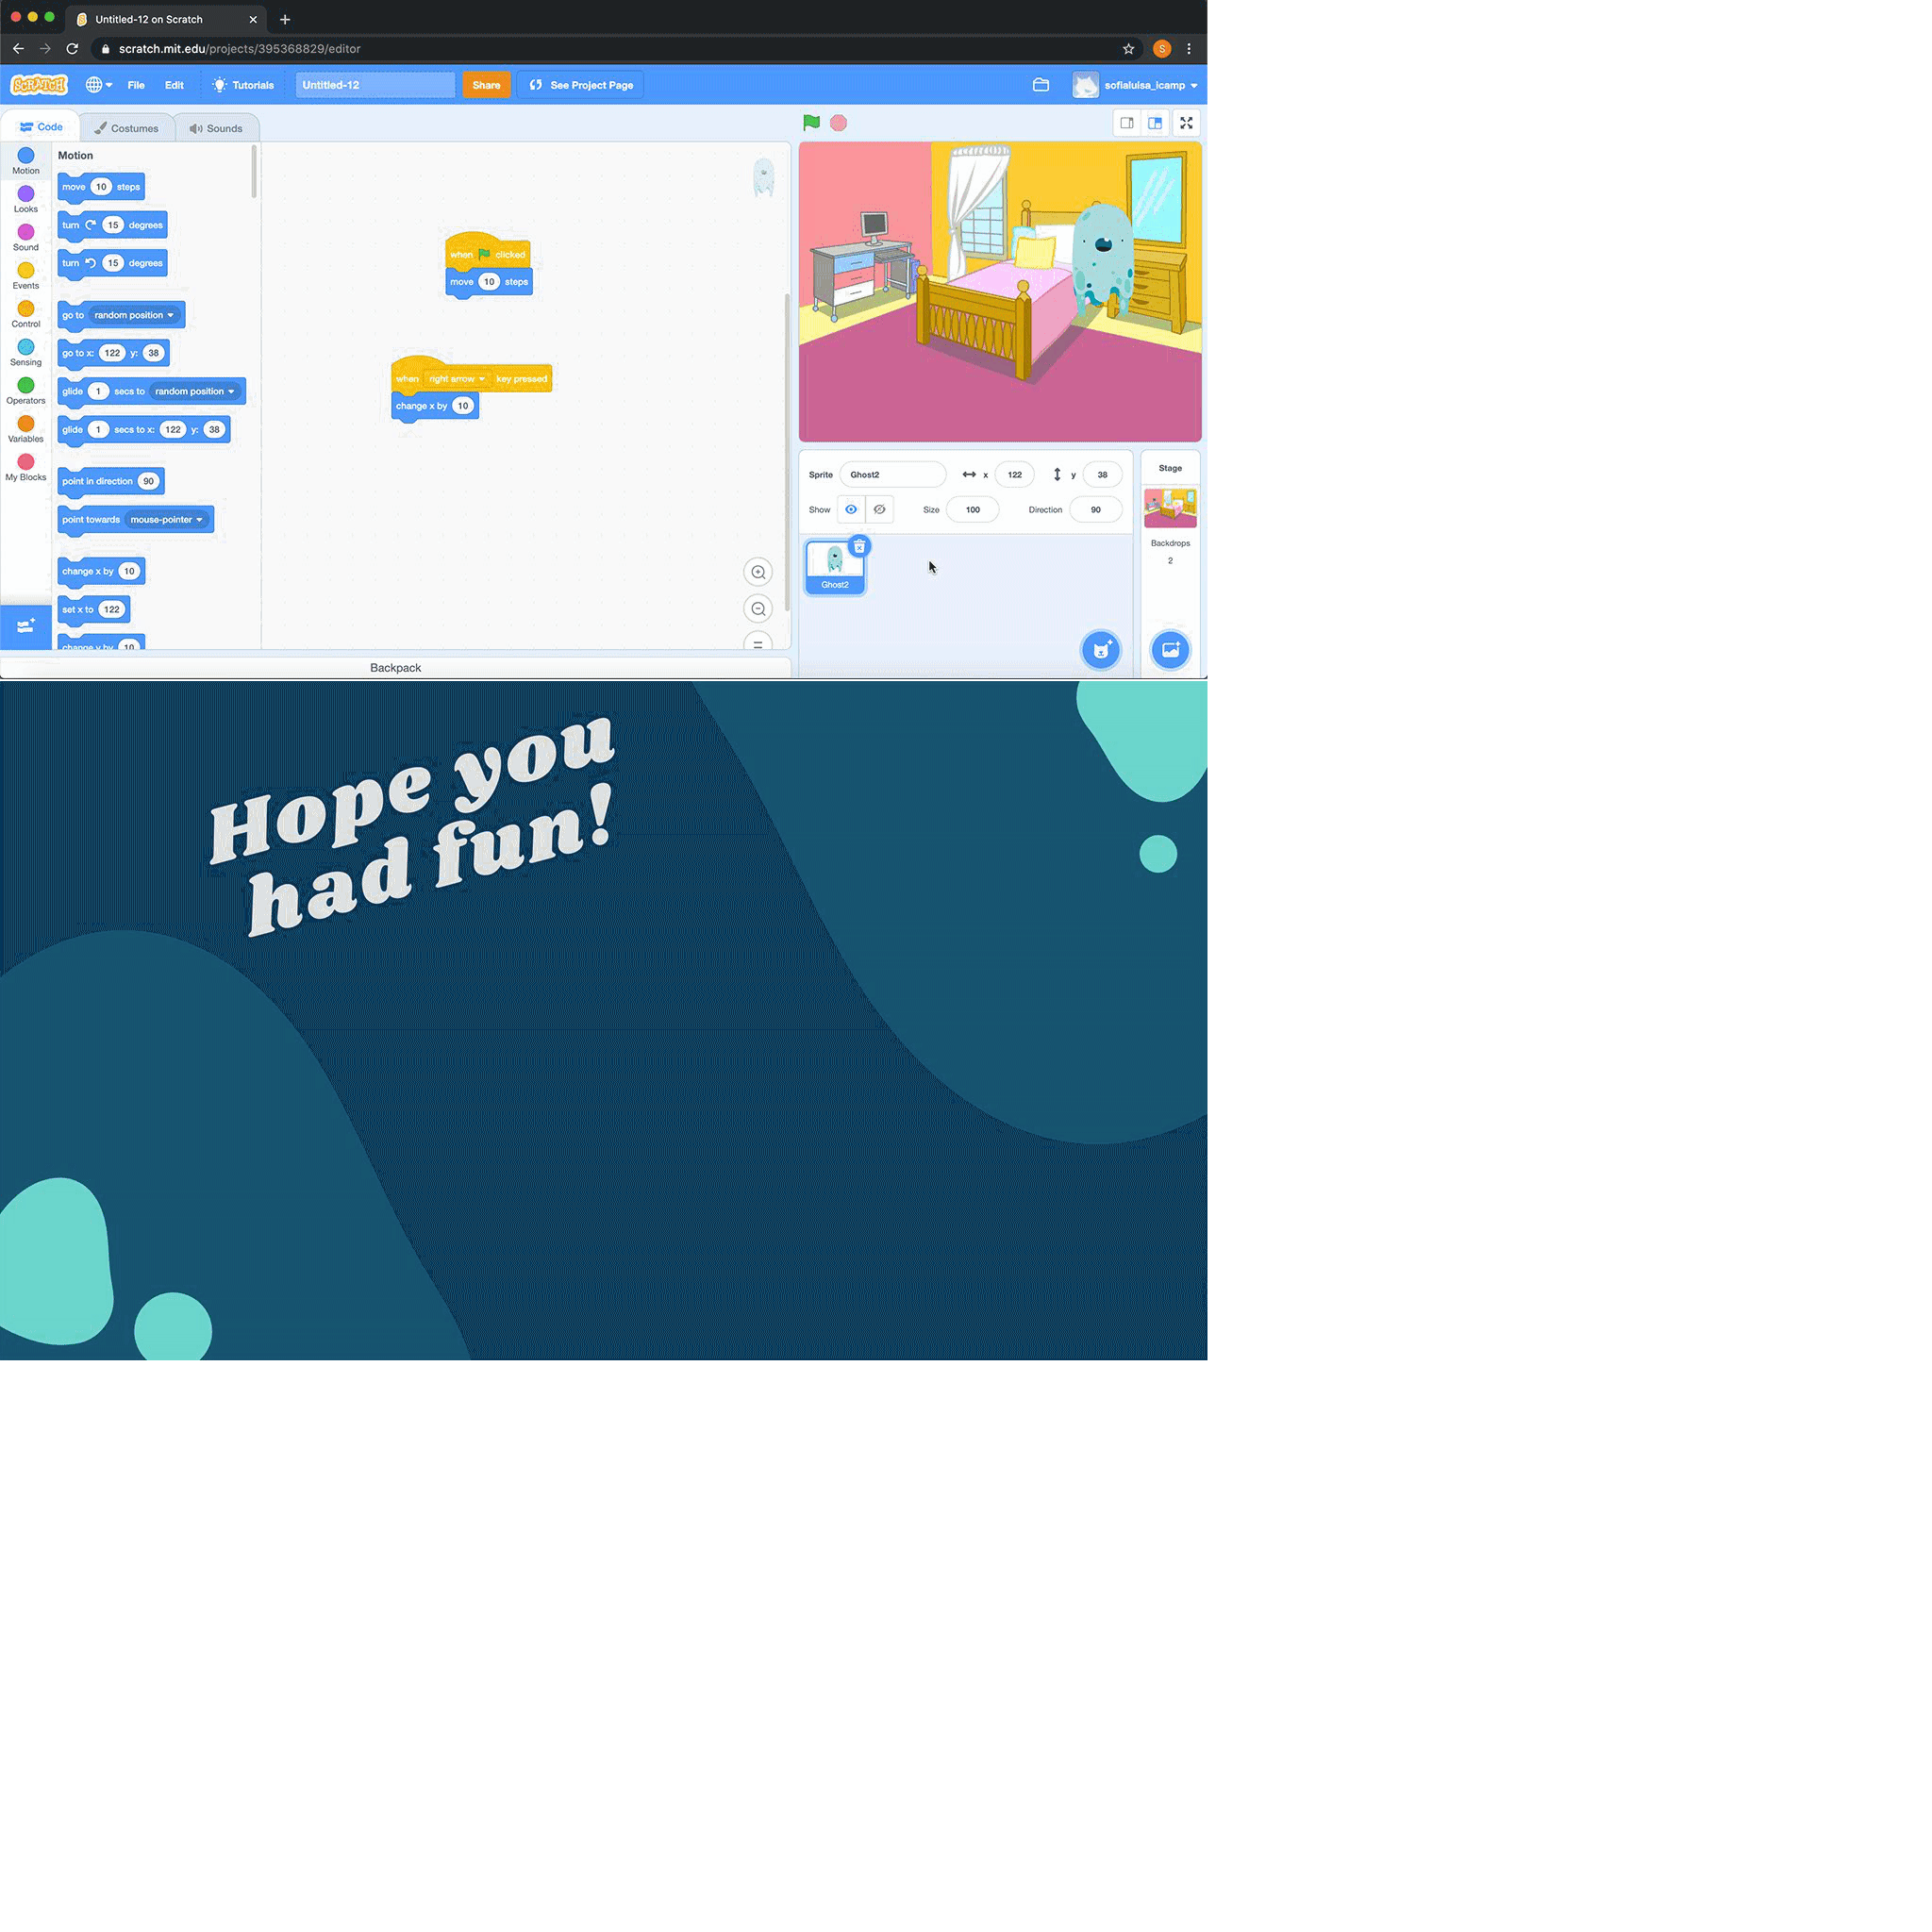 Untitled-12 on Scratch
scratch.mit.edu/projects/395368829/editor
S
SCRATCH
File
Edit
Tutorials
Untitled-12
Share
See Project Page
sofialuisa_icamp
Code
Costumes
Sounds
Motion
Looks
Sound
Events
Control
Sensing
Operators
Variables
My Blocks
Motion
move 10 steps
turn 15 degrees
turn 15 degrees
go to random position
go to x: 122 y: 38
glide 1 secs to random position
glide 1 secs to x: 122 y: 38
point in direction 90
point towards mouse-pointer
change x by 10
set x to 122
change y by 10
when clicked
move 10 steps
when right arrow key pressed
change x by 10
Backpack
Sprite Ghost2 x 122 y 38
Show Size 100 Direction 90
Ghost2
Stage
Backdrops
2
Hope you
had fun!